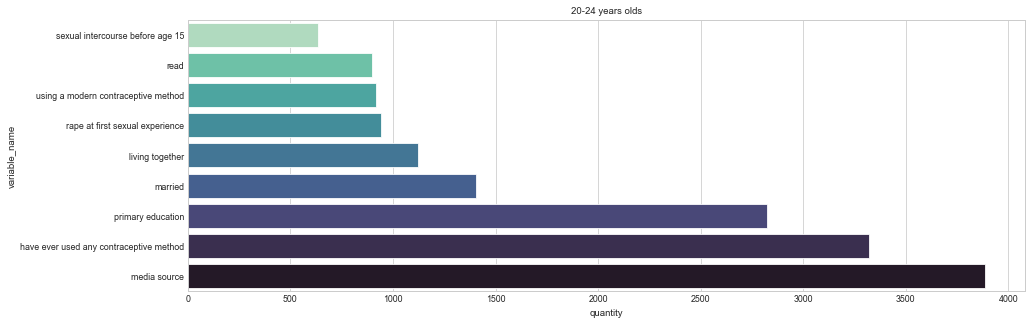 20-24 years olds
variable_name
sexual intercourse before age 15
read
using a modern contraceptive method
rape at first sexual experience
living together
married
primary education
have ever used any contraceptive method
media source
0 500 1000 1500 2000 2500 3000 3500 4000
quantity